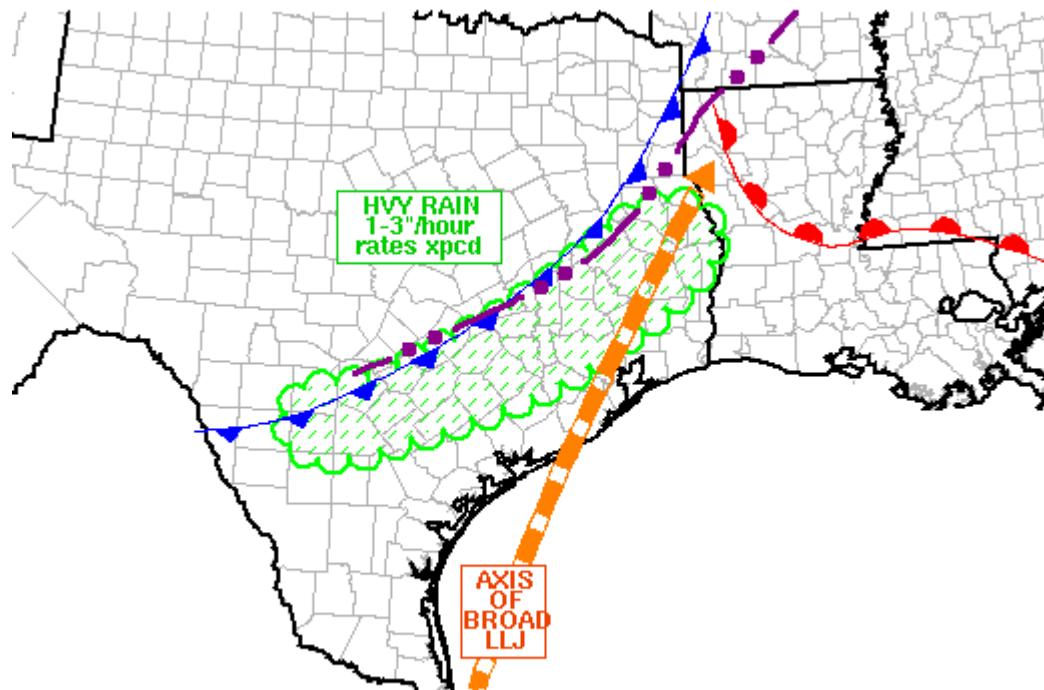 HVY RAIN
1-3"/hour
rates xpcd
AXIS
OF
BROAD
LLJ